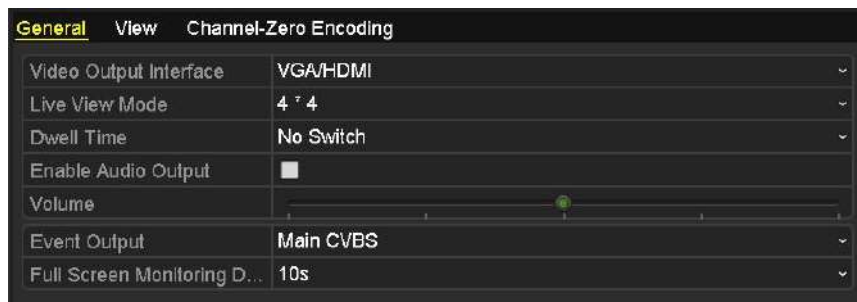 General View Channel-Zero Encoding
Video Output Interface VGA/HDMI
Live View Mode 4 * 4
Dwell Time No Switch
Enable Audio Output
Volume
Event Output Main CVBS
Full Screen Monitoring D... 10s